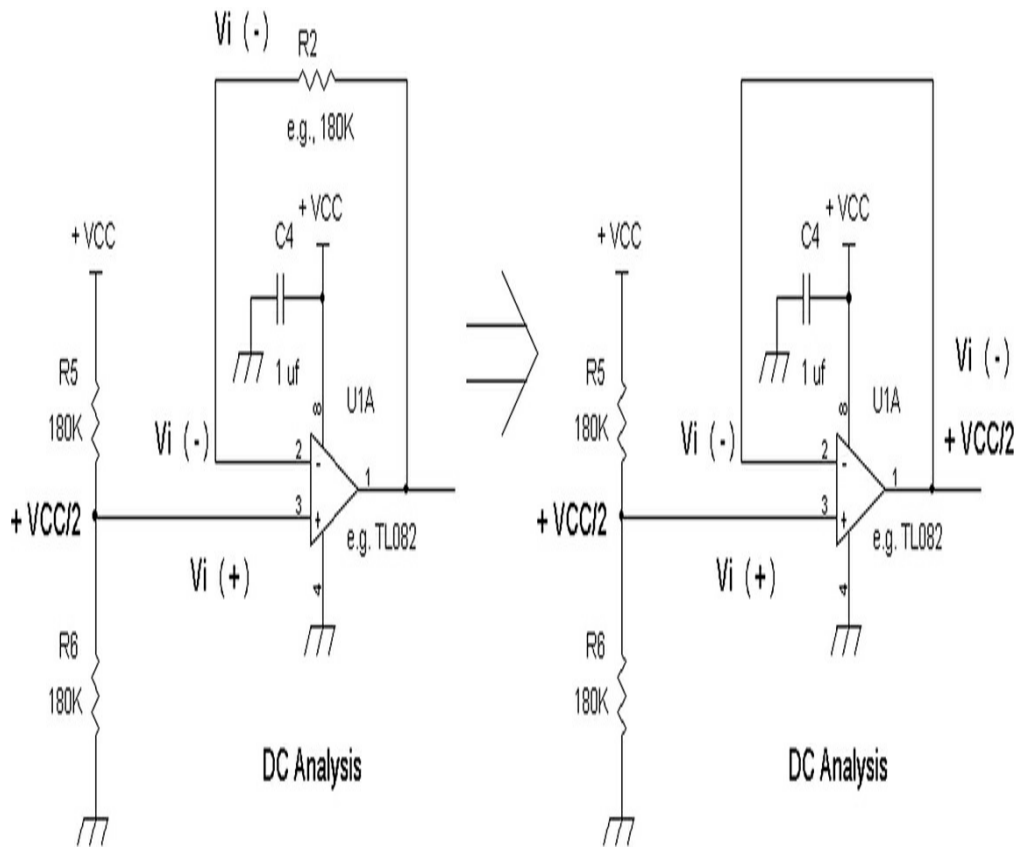 Vi (-)
R2
e.g., 180K
+ VCC
+ VCC
C4
1 uf
R5
180K
8
U1A
Vi (-)
2
-
1
+ VCC/2
3
+
e.g. TL082
Vi (+)
4
R6
180K
DC Analysis
+ VCC
+ VCC
C4
1 uf
R5
180K
8
U1A
Vi (-)
+ VCC/2
Vi (-)
2
-
1
+ VCC/2
3
+
e.g. TL082
Vi (+)
4
R6
180K
DC Analysis